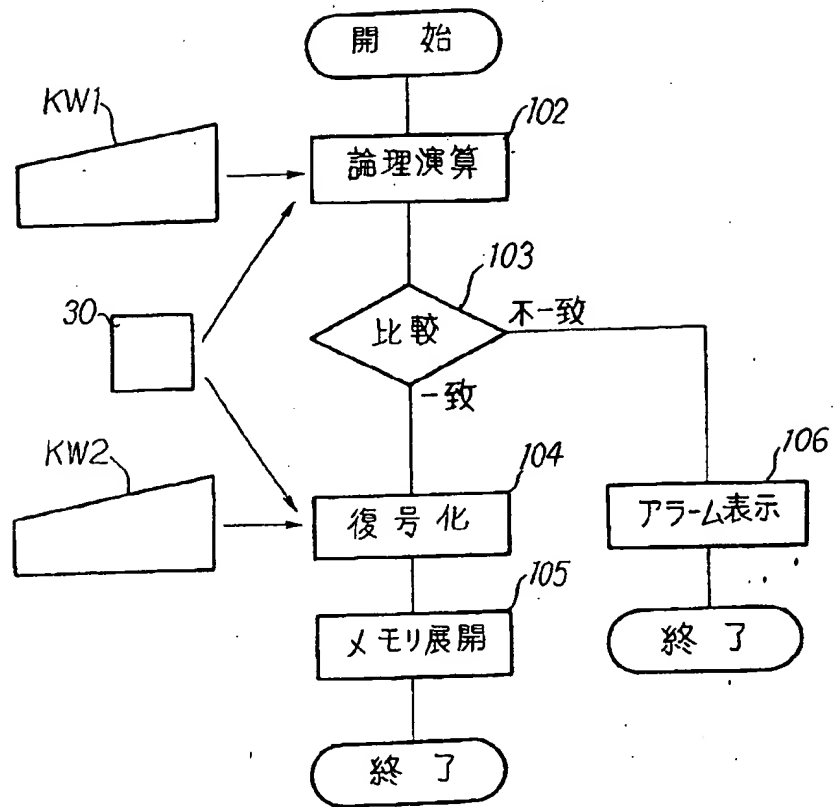 開始
KW1
102
論理演算
103
比較
不一致
30
一致
KW2
104
復号化
106
アラーム表示
105
メモリ展開
終了
終了